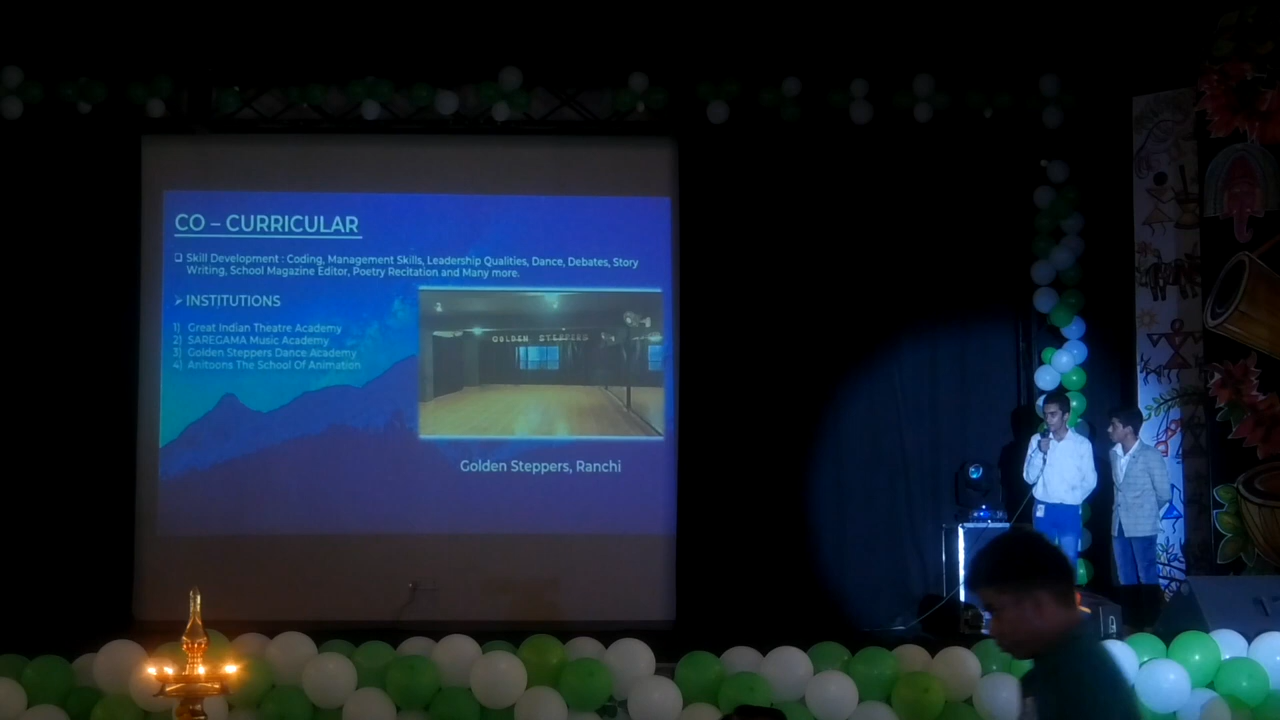 CO – CURRICULAR
❑ Skill Development : Coding, Management Skills, Leadership Qualities, Dance, Debates, Story
Writing, School Magazine Editor, Poetry Recitation and Many more.
➢ INSTITUTIONS
1) Great Indian Theatre Academy
2) SAREGAMA Music Academy
3) Golden Steppers Dance Academy
4) Anitoons The School Of Animation
GOLDEN STEPPERS
Golden Steppers, Ranchi